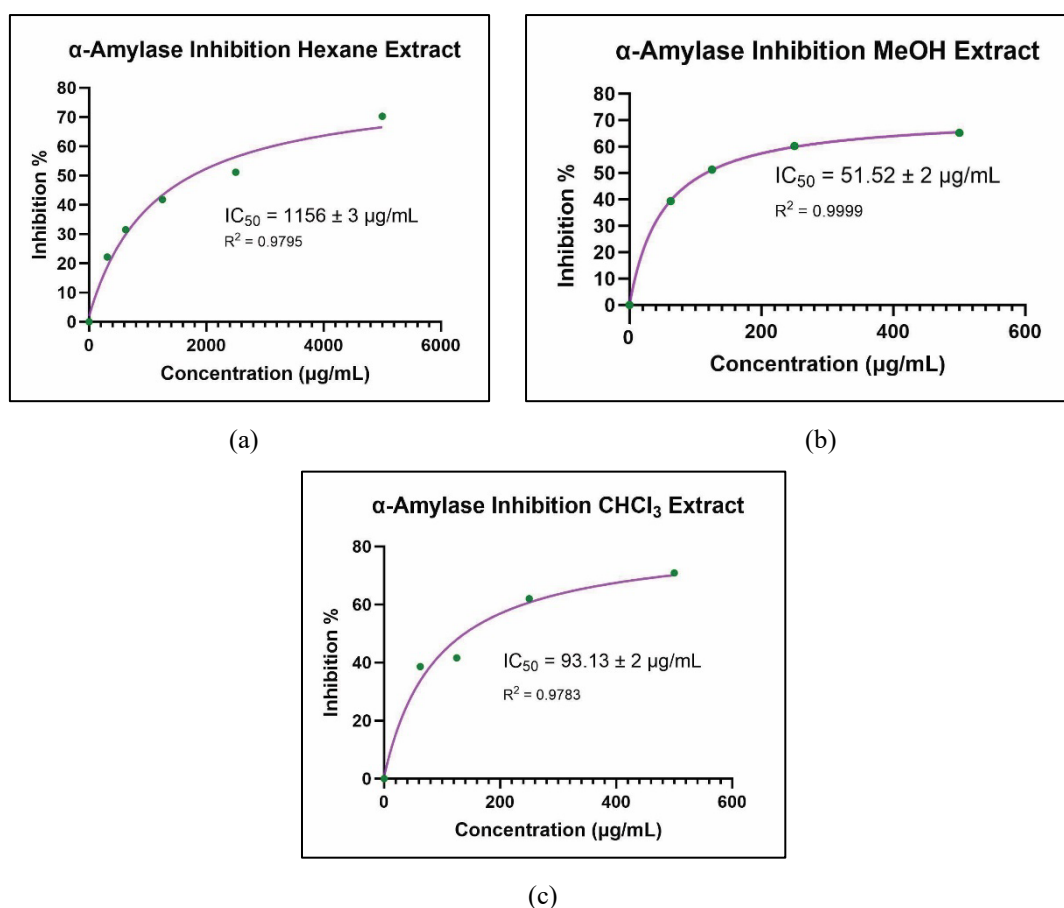 α-Amylase Inhibition Hexane Extract
80
70
60
50
40
30
20
10
0
Inhibition %
IC50 = 1156 ± 3 µg/mL
R2 = 0.9795
0 2000 4000 6000
Concentration (µg/mL)
(a)
α-Amylase Inhibition MeOH Extract
80
70
60
50
40
30
20
10
0
Inhibition %
IC50 = 51.52 ± 2 µg/mL
R2 = 0.9999
0 200 400 600
Concentration (µg/mL)
(b)
α-Amylase Inhibition CHCl3 Extract
80
60
40
20
0
Inhibition %
IC50 = 93.13 ± 2 µg/mL
R2 = 0.9783
0 200 400 600
Concentration (µg/mL)
(c)